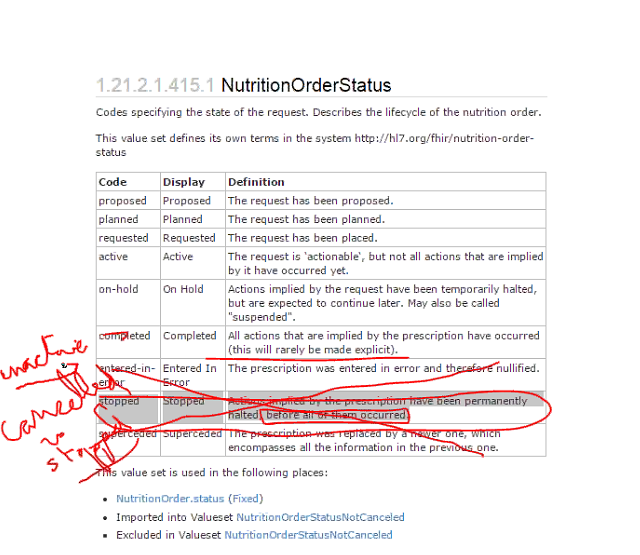 1.21.2.1.415.1 NutritionOrderStatus
Codes specifying the state of the request. Describes the lifecycle of the nutrition order.
This value set defines its own terms in the system http://hl7.org/fhir/nutrition-order-
status
Code Display Definition
proposed Proposed The request has been proposed.
planned Planned The request has been planned.
requested Requested The request has been placed.
active Active The request is 'actionable', but not all actions that are implied
by it have occurred yet.
on-hold On Hold Actions implied by the request have been temporarily halted,
but are expected to continue later. May also be called
"suspended".
completed Completed All actions that are implied by the prescription have occurred
(this will rarely be made explicit).
inactive
entered-in- Entered In The prescription was entered in error and therefore nullified.
error Error
cancelled
stopped Stopped Actions implied by the prescription have been permanently
halted, before all of them occurred.
vs
stopped
superceded Superceded The prescription was replaced by a newer one, which
encompasses all the information in the previous one.
This value set is used in the following places:
• NutritionOrder.status (Fixed)
• Imported into Valueset NutritionOrderStatusNotCanceled
• Excluded in Valueset NutritionOrderStatusNotCanceled